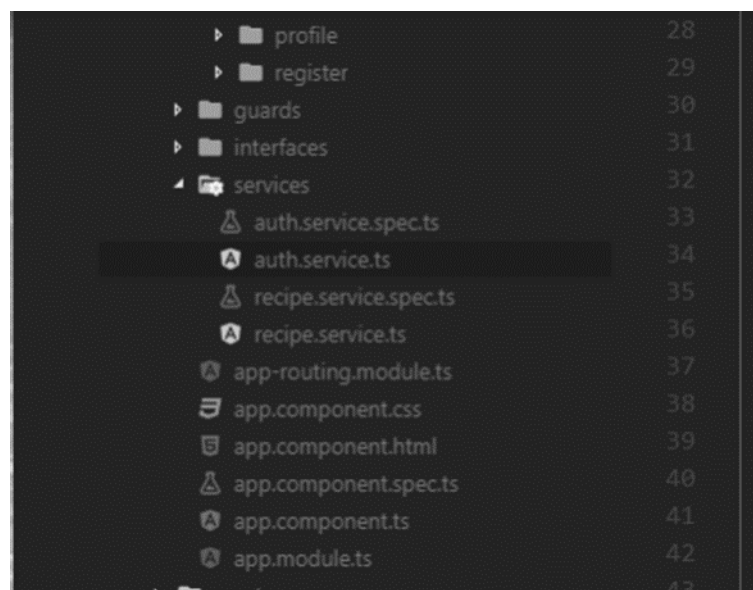 profile 28
register 29
guards 30
interfaces 31
services 32
auth.service.spec.ts 33
auth.service.ts 34
recipe.service.spec.ts 35
recipe.service.ts 36
app-routing.module.ts 37
app.component.css 38
app.component.html 39
app.component.spec.ts 40
app.component.ts 41
app.module.ts 42
43